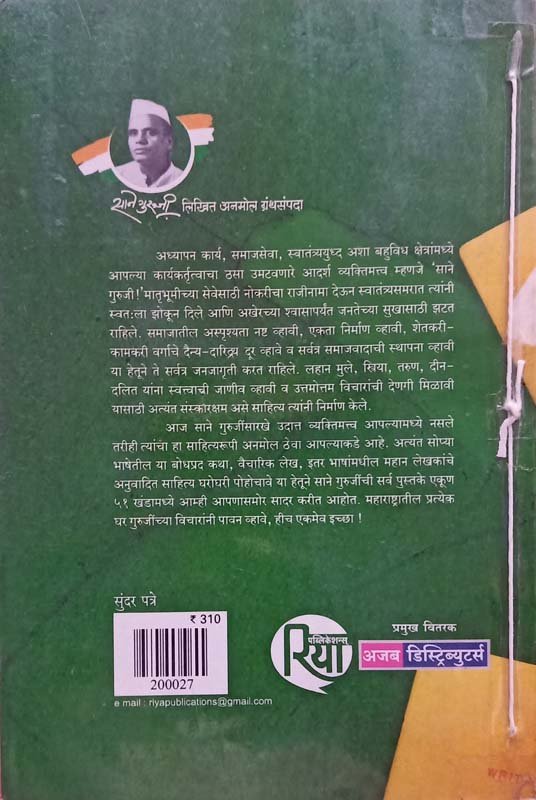 साने गुरुजी लिखित अनमोल ग्रंथसंपदा
अध्यापन कार्य, समाजसेवा, स्वातंत्र्ययुध्द अशा बहुविध क्षेत्रांमध्ये
आपल्या कार्यकर्तृत्वाचा ठसा उमटवणारे आदर्श व्यक्तिमत्त्व म्हणजे 'साने
गुरुजी!' मातृभूमीच्या सेवेसाठी नोकरीचा राजीनामा देऊन स्वातंत्र्यसमरात त्यांनी
स्वतःला झोकून दिले आणि अखेरच्या श्वासापर्यंत जनतेच्या सुखासाठी झटत
राहिले. समाजातील अस्पृश्यता नष्ट व्हावी, एकता निर्माण व्हावी, शेतकरी-
कामकरी वर्गाचे दैन्य-दारिद्र्य दूर व्हावे व सर्वत्र समाजवादाची स्थापना व्हावी
या हेतूने ते सर्वत्र जनजागृती करत राहिले. लहान मुले, स्त्रिया, तरुण, दीन-
दलित यांना स्वत्त्वाची जाणीव व्हावी व उत्तमोत्तम विचारांची देणगी मिळावी
यासाठी अत्यंत संस्कारक्षम असे साहित्य त्यांनी निर्माण केले.
आज साने गुरुजींसारखे उदात्त व्यक्तिमत्त्व आपल्यामध्ये नसले
तरीही त्यांचा हा साहित्यरूपी अनमोल ठेवा आपल्याकडे आहे. अत्यंत सोप्या
भाषेतील या बोधप्रद कथा, वैचारिक लेख, इतर भाषांमधील महान लेखकांचे
अनुवादित साहित्य घरोघरी पोहोचावे या हेतूने साने गुरुजींची सर्व पुस्तके एकूण
५१ खंडामध्ये आम्ही आपणासमोर सादर करीत आहोत. महाराष्ट्रातील प्रत्येक
घर गुरुजींच्या विचारांनी पावन व्हावे, हीच एकमेव इच्छा !
सुंदर पत्रे
₹ 310
200027
e mail : riyapublications@gmail.com
पब्लिकेशन्स
रिया
प्रमुख वितरक
अजब डिस्ट्रिब्युटर्स